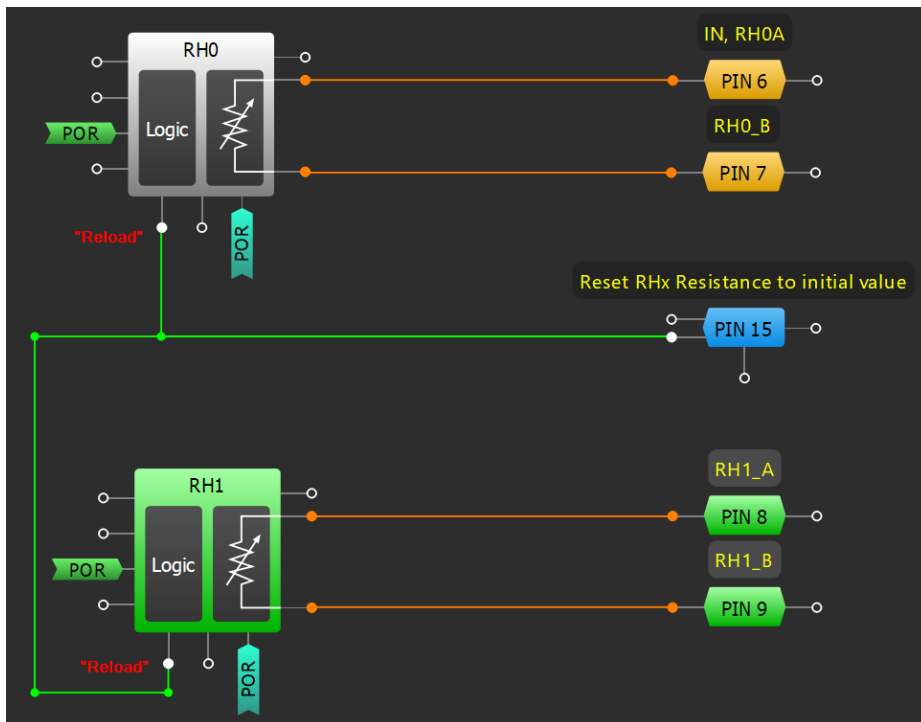 IN, RH0A
RH0
PIN 6
RH0_B
POR
Logic
PIN 7
"Reload"
POR
Reset RHx Resistance to initial value
PIN 15
RH1_A
RH1
PIN 8
RH1_B
POR
Logic
PIN 9
"Reload"
POR